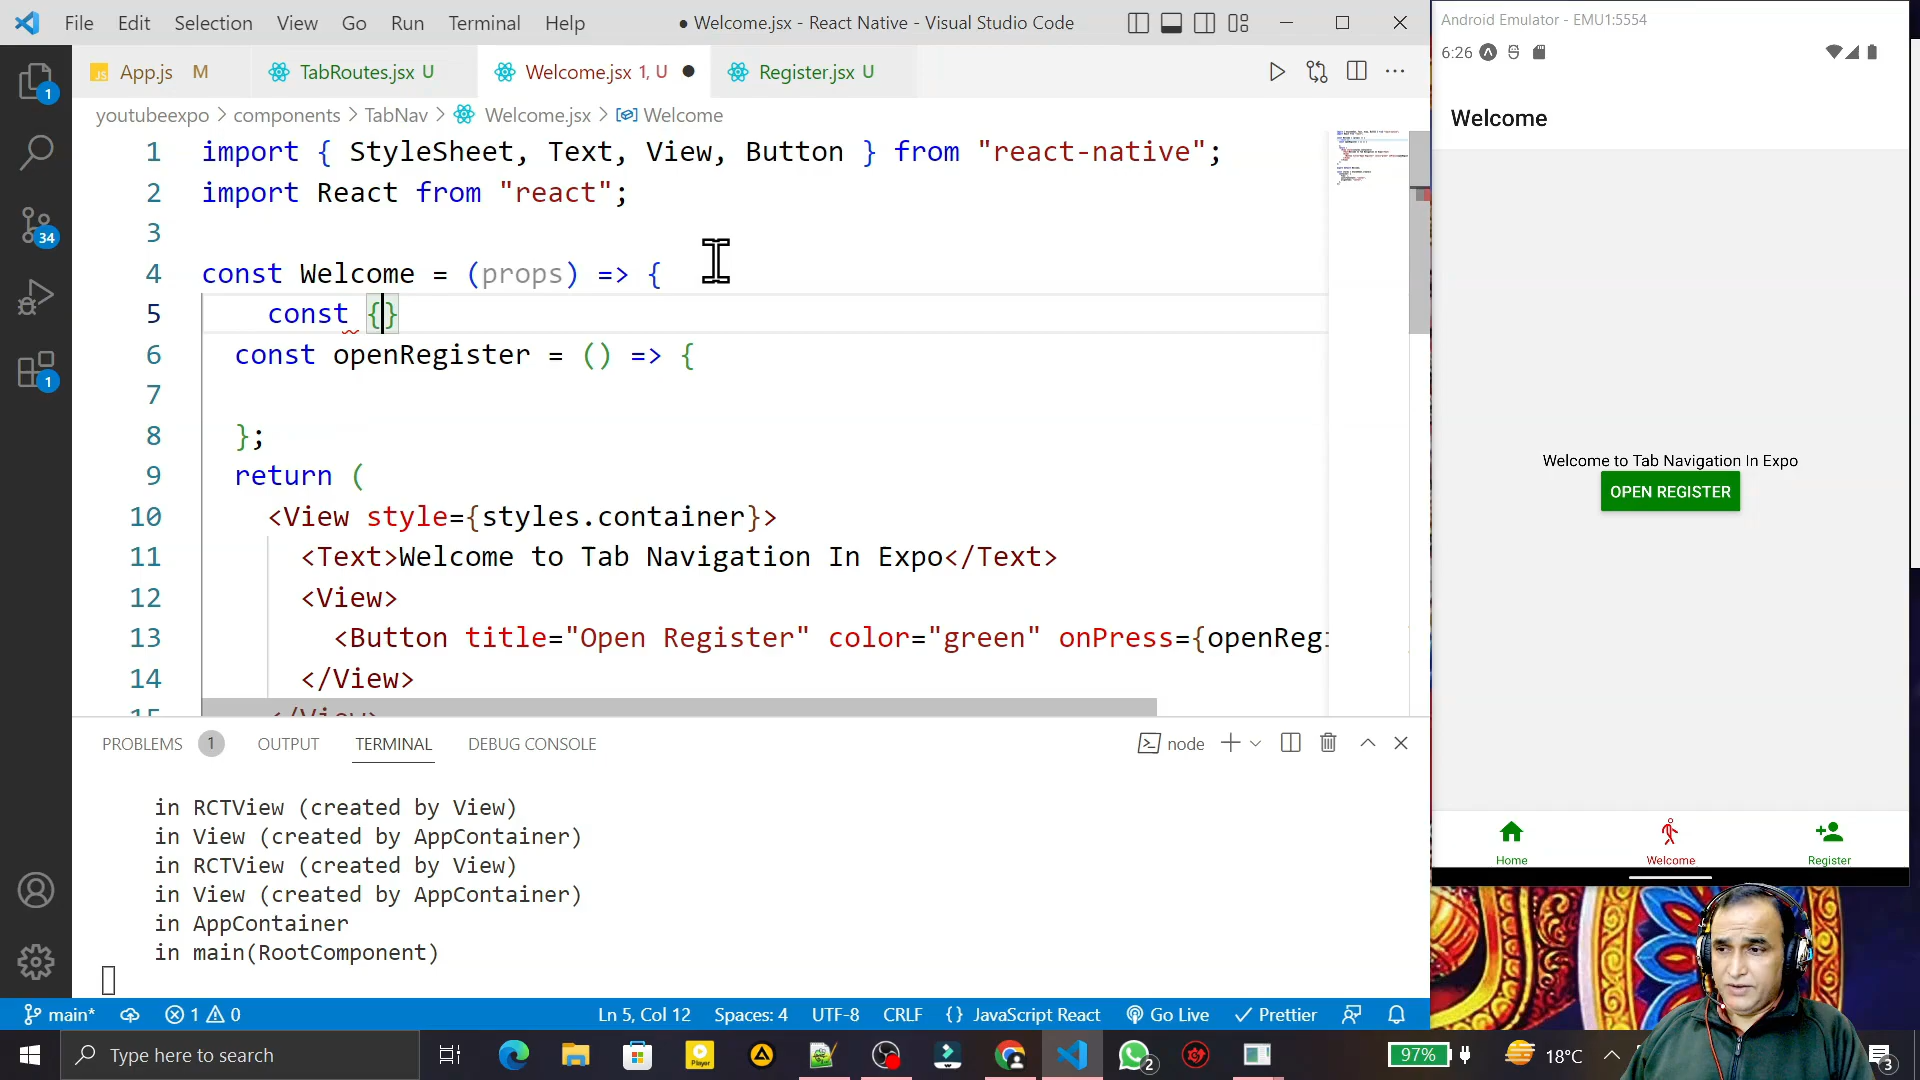 File Edit Selection View Go Run Terminal Help
● Welcome.jsx - React Native - Visual Studio Code
App.js M
TabRoutes.jsx U
Welcome.jsx 1, U
Register.jsx U
youtubeexpo > components > TabNav > Welcome.jsx > Welcome
1 import { StyleSheet, Text, View, Button } from "react-native";
2 import React from "react";
3
4 const Welcome = (props) => {
5 const {}
6 const openRegister = () => {
7
8 };
9 return (
10 <View style={styles.container}>
11 <Text>Welcome to Tab Navigation In Expo</Text>
12 <View>
13 <Button title="Open Register" color="green" onPress={openRegi
14 </View>
15 </View>
1
34
1
PROBLEMS 1 OUTPUT TERMINAL DEBUG CONSOLE
node
in RCTView (created by View)
in View (created by AppContainer)
in RCTView (created by View)
in View (created by AppContainer)
in AppContainer
in main(RootComponent)
main* 1 0 Ln 5, Col 12 Spaces: 4 UTF-8 CRLF {} JavaScript React Go Live Prettier
Type here to search
Player
2
97% 18°C
3
Android Emulator - EMU1:5554
6:26
Welcome
Welcome to Tab Navigation In Expo
OPEN REGISTER
Home Welcome Register